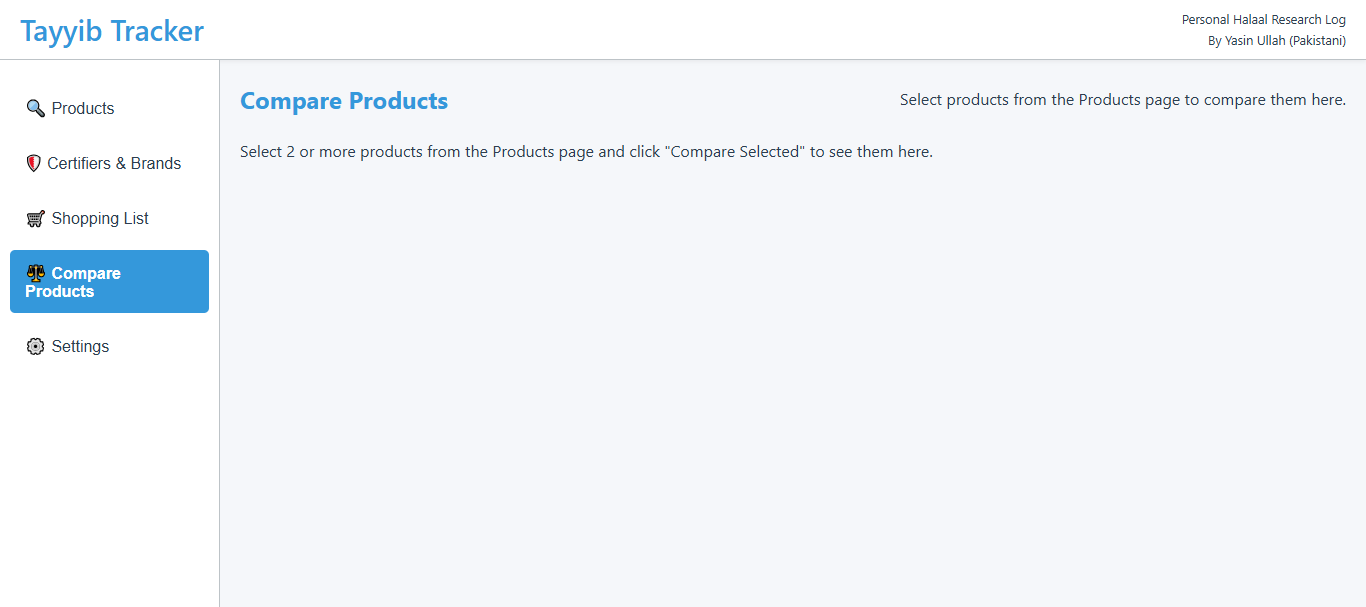 Tayyib Tracker
Personal Halaal Research Log
By Yasin Ullah (Pakistani)
Products
Certifiers & Brands
Shopping List
Compare
Products
Settings
Compare Products
Select products from the Products page to compare them here.
Select 2 or more products from the Products page and click "Compare Selected" to see them here.